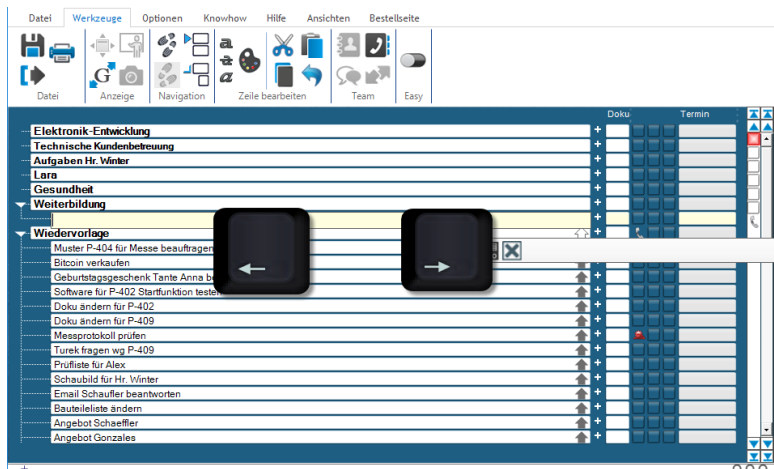 Datei Werkzeuge Optionen Knowhow Hilfe Ansichten Bestellseite
a
a
G a
Datei Anzeige Navigation Zeile bearbeiten Team Easy
Doku Termin
Elektronik-Entwicklung
Technische Kundenbetreuung
Aufgaben Hr. Winter
Lara
Gesundheit
Weiterbildung
Wiedervorlage
Muster P-404 für Messe beauftragen
Bitcoin verkaufen
Geburtstagsgeschenk Tante Anna
Software für P-402 Startfunktion testen
Doku ändern für P-402
Doku ändern für P-409
Messprotokoll prüfen
Turek fragen wg P-409
Prüfliste für Alex
Schaubild für Hr. Winter
Email Schaufler beantworten
Bauteileliste ändern
Angebot Schaeffler
Angebot Gonzales